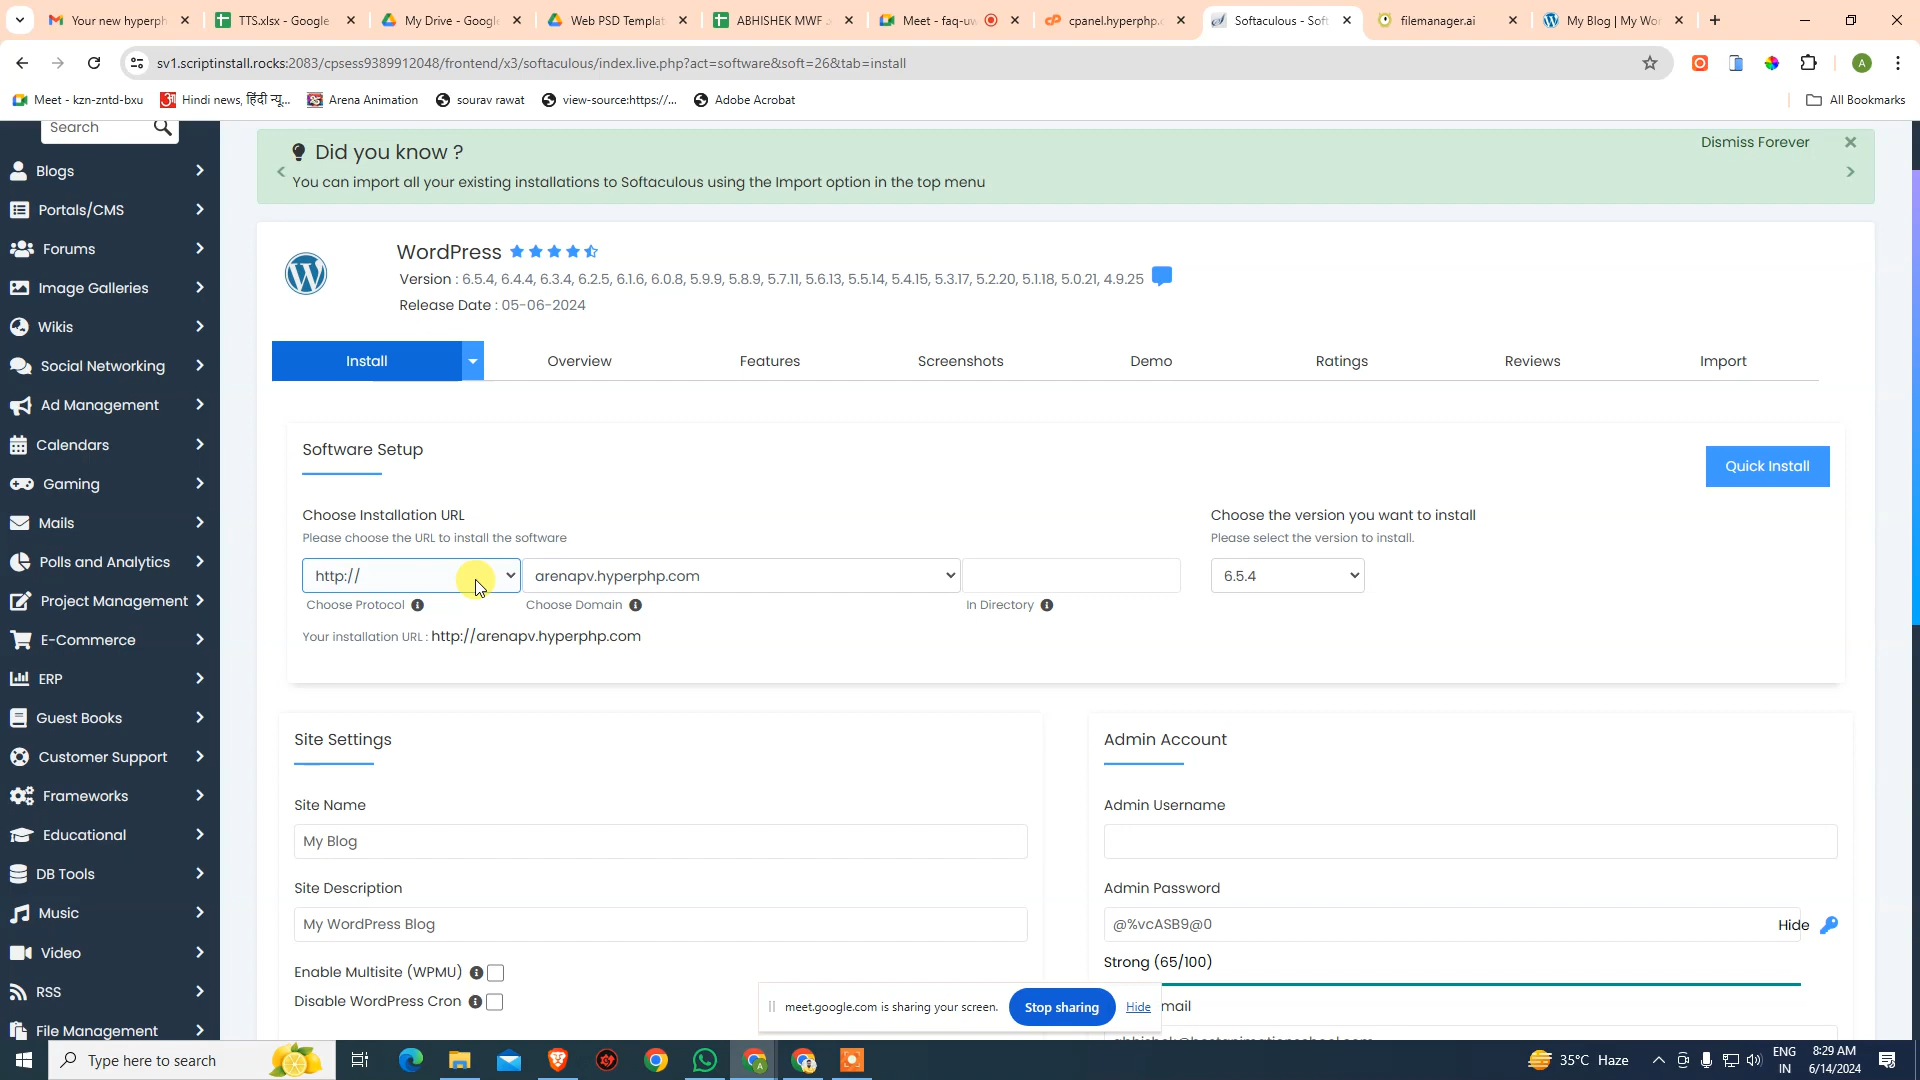 Your new hyperph
TTS.xlsx - Google
My Drive - Google
Web PSD Templat
ABHISHEK MWF
Meet - faq-uw
cpanel.hyperphp.c
Softaculous - Soft
filemanager.ai
My Blog | My Wor
sv1.scriptinstall.rocks:2083/cpsess9389912048/frontend/x3/softaculous/index.live.php?act=software&soft=26&tab=install
A
Meet - kzn-zntd-bxu
Hindi news, हिंदी न्यू...
Arena Animation
sourav rawat
view-source:https://...
Adobe Acrobat
All Bookmarks
Search
Blogs
Portals/CMS
Forums
Image Galleries
Wikis
Social Networking
Ad Management
Calendars
Gaming
Mails
Polls and Analytics
Project Management
E-Commerce
ERP
Guest Books
Customer Support
Frameworks
Educational
DB Tools
Music
Video
RSS
File Management
Did you know ?
Dismiss Forever
You can import all your existing installations to Softaculous using the Import option in the top menu
WordPress
Version : 6.5.4, 6.4.4, 6.3.4, 6.2.5, 6.1.6, 6.0.8, 5.9.9, 5.8.9, 5.7.11, 5.6.13, 5.5.14, 5.4.15, 5.3.17, 5.2.20, 5.1.18, 5.0.21, 4.9.25
Release Date : 05-06-2024
Install
Overview
Features
Screenshots
Demo
Ratings
Reviews
Import
Software Setup
Quick Install
Choose Installation URL
Please choose the URL to install the software
http://
arenapv.hyperphp.com
Choose Protocol
Choose Domain
In Directory
Your installation URL : http://arenapv.hyperphp.com
Choose the version you want to install
Please select the version to install.
6.5.4
Site Settings
Site Name
My Blog
Site Description
My WordPress Blog
Enable Multisite (WPMU)
Disable WordPress Cron
Admin Account
Admin Username
Admin Password
@%vcASB9@0
Hide
Strong (65/100)
mail
meet.google.com is sharing your screen.
Stop sharing
Hide
Type here to search
35°C Haze
ENG
IN
8:29 AM
6/14/2024